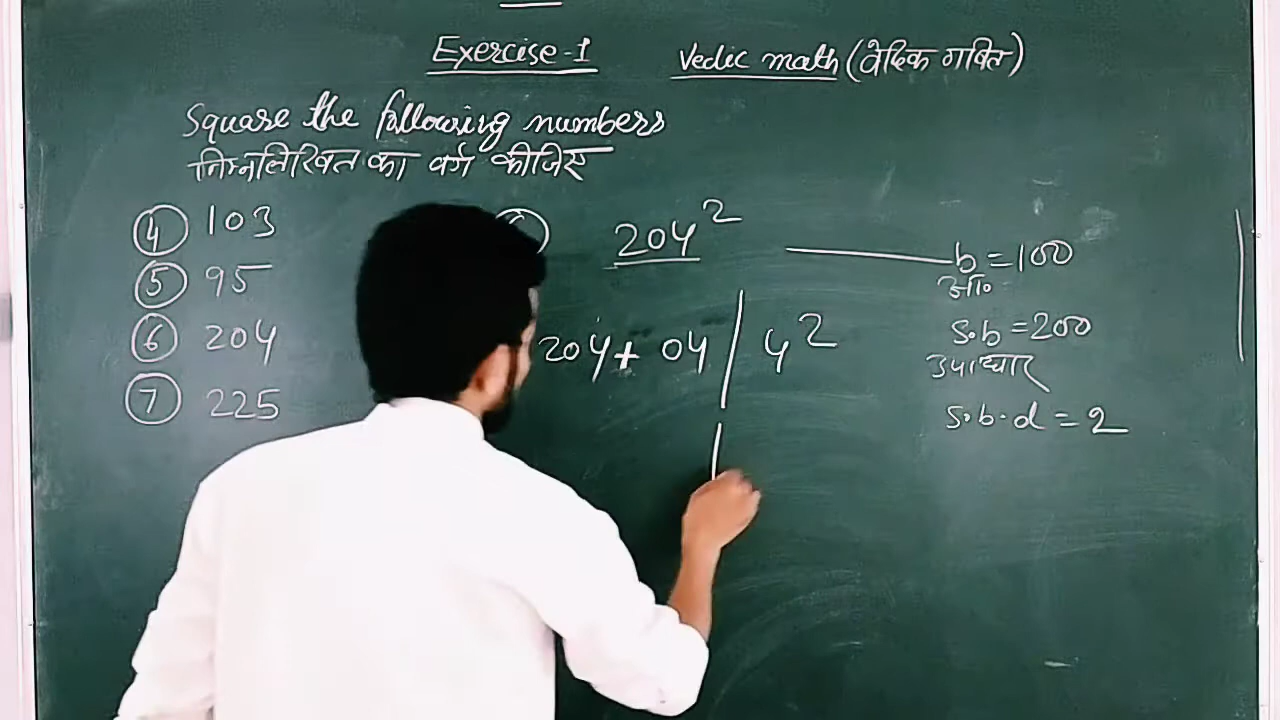 Exercise-1 Vedic math (वैदिक गणित)
Square the following numbers
निम्नलिखित का वर्ग कीजिए
4 103
5 95
6 204
7 225
204²
204 + 04 | 4²
b = 100
s.b = 200
उपाधार
s.b.d = 2